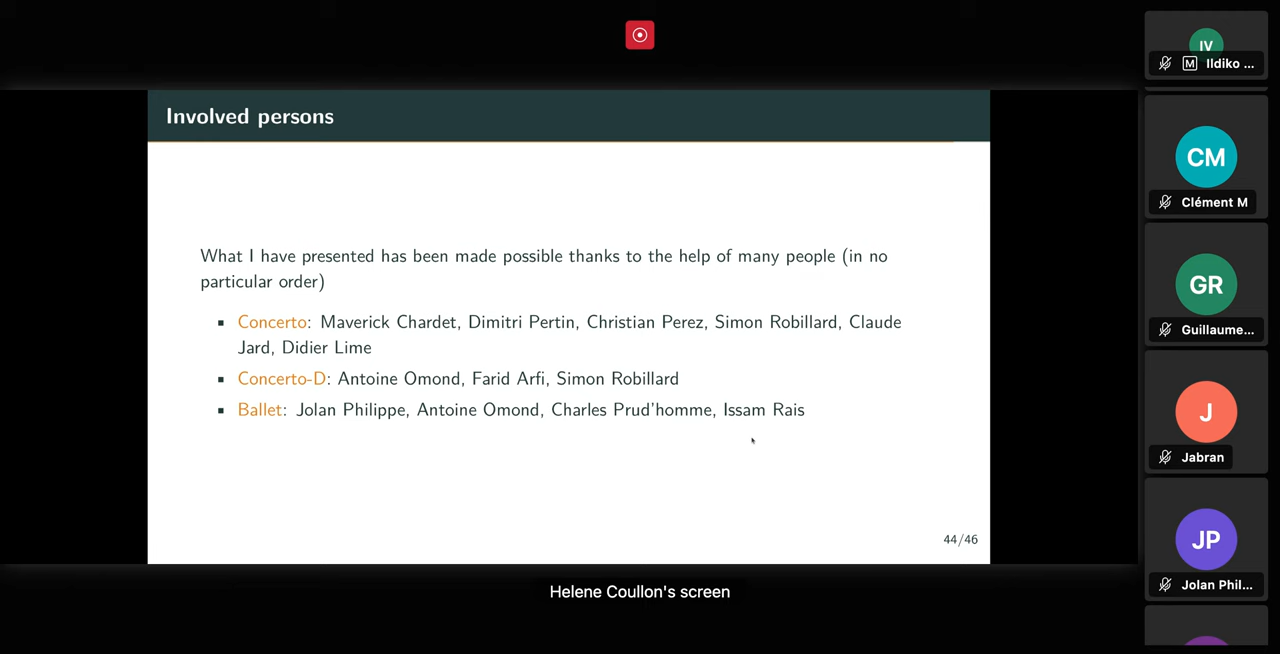 Involved persons
What I have presented has been made possible thanks to the help of many people (in no
particular order)
▪ Concerto: Maverick Chardet, Dimitri Pertin, Christian Perez, Simon Robillard, Claude
Jard, Didier Lime
▪ Concerto-D: Antoine Omond, Farid Arfi, Simon Robillard
▪ Ballet: Jolan Philippe, Antoine Omond, Charles Prud'homme, Issam Rais
44/46
Helene Coullon's screen
IV
M Ildiko ...
CM
Clément M
GR
Guillaume...
J
Jabran
JP
Jolan Phil...